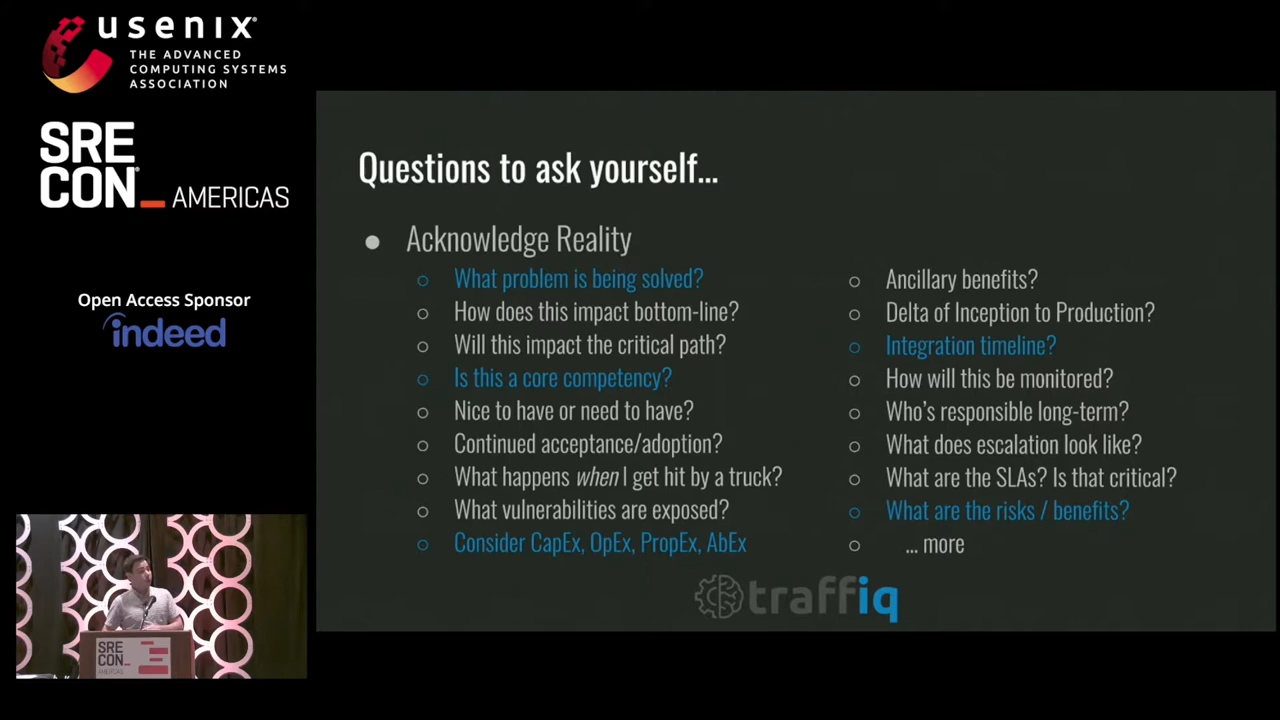 usenix
THE ADVANCED
COMPUTING SYSTEMS
ASSOCIATION
SRE
CON
AMERICAS
Open Access Sponsor
indeed
Questions to ask yourself...
● Acknowledge Reality
○ What problem is being solved?
○ How does this impact bottom-line?
○ Will this impact the critical path?
○ Is this a core competency?
○ Nice to have or need to have?
○ Continued acceptance/adoption?
○ What happens when I get hit by a truck?
○ What vulnerabilities are exposed?
○ Consider CapEx, OpEx, PropEx, AbEx
○ Ancillary benefits?
○ Delta of Inception to Production?
○ Integration timeline?
○ How will this be monitored?
○ Who's responsible long-term?
○ What does escalation look like?
○ What are the SLAs? Is that critical?
○ What are the risks / benefits?
○ ... more
traffiq
SRE
CON
AMERICAS